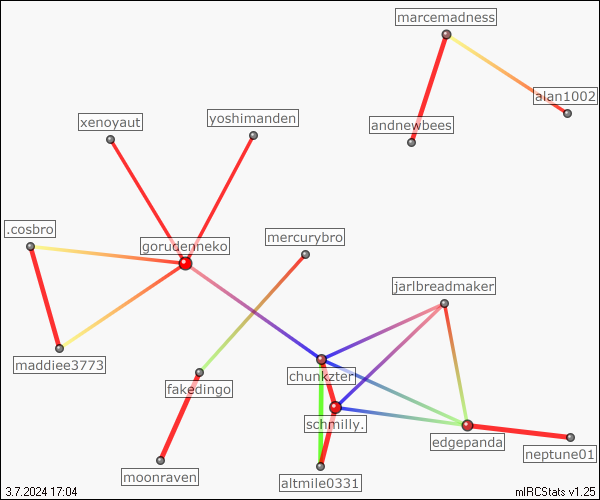 marcemadness
alan1002
xenoyaut
yoshimanden
andnewbees
.cosbro
gorudenneko
mercurybro
jarlbreadmaker
maddiee3773
chunkzter
fakedingo
schmilly.
edgepanda
neptune01
moonraven
altmile0331
3.7.2024 17:04
mIRCStats v1.25